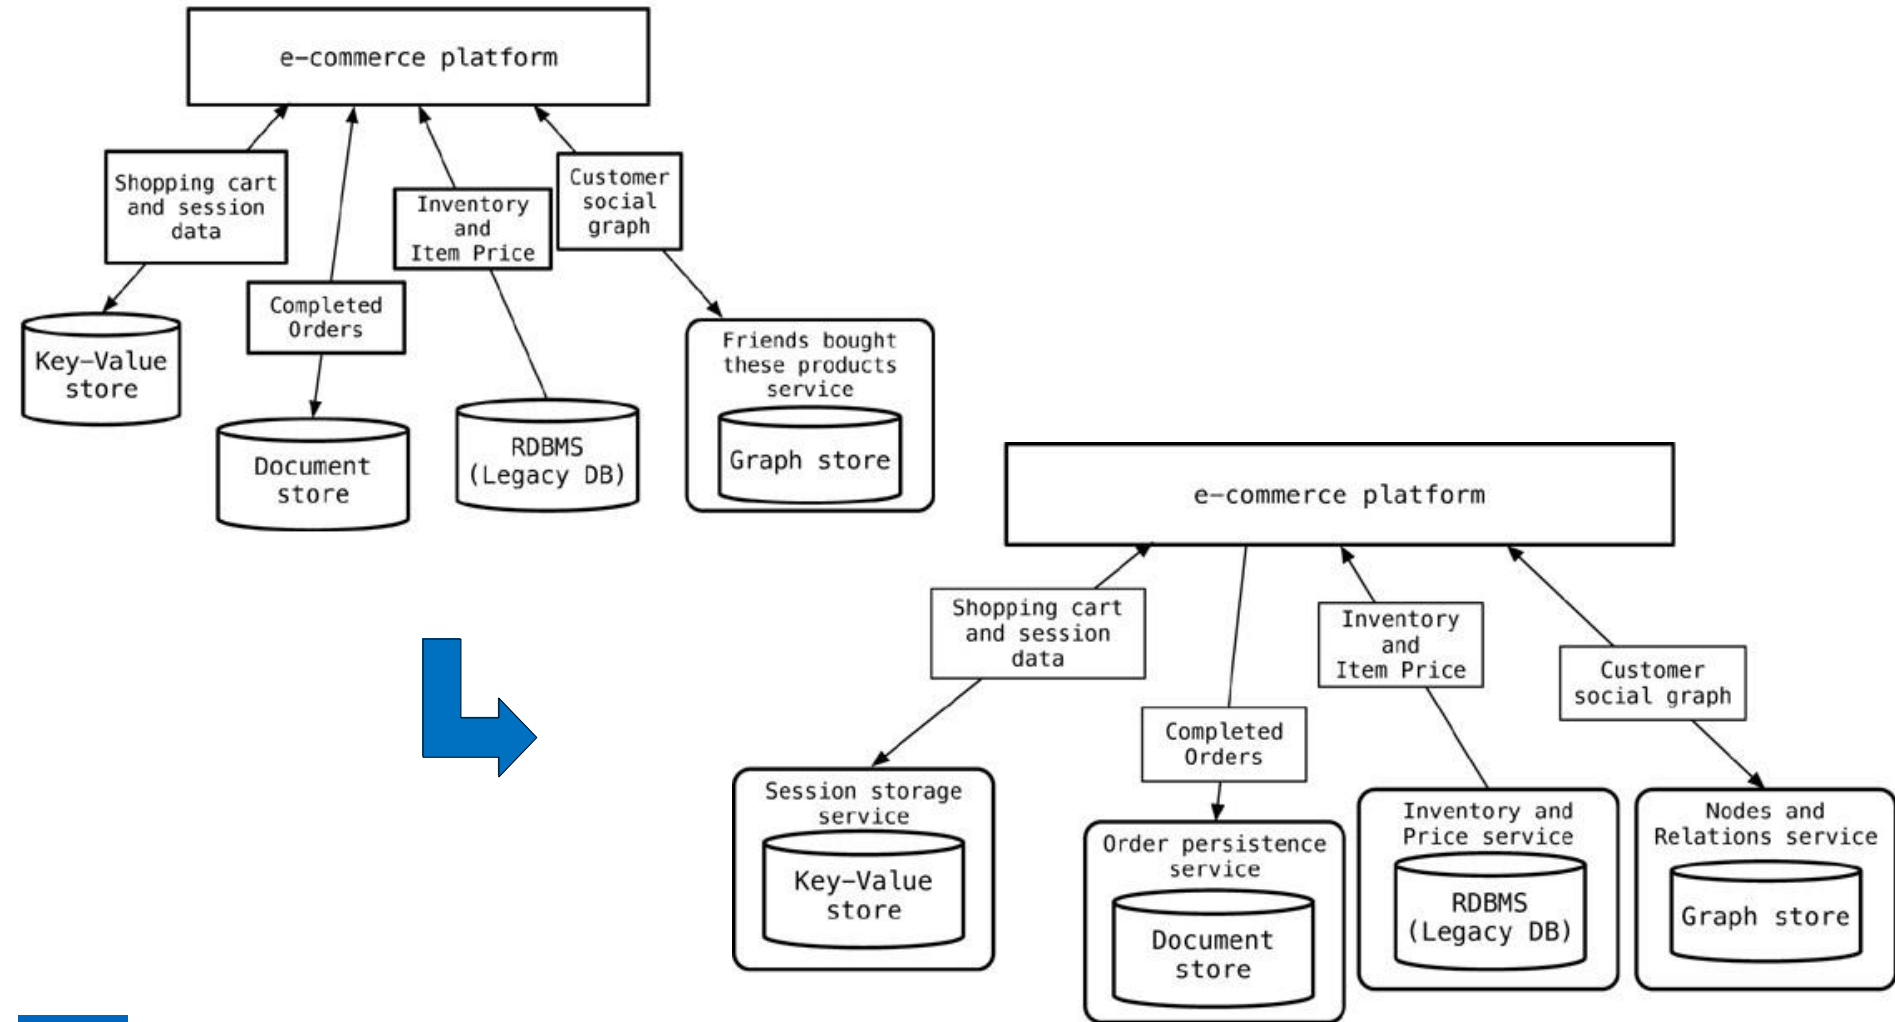 e-commerce platform
Shopping cart
and session
data
Completed
Orders
Inventory
and
Item Price
Customer
social
graph
Key-Value
store
Document
store
RDBMS
(Legacy DB)
Friends bought
these products
service
Graph store
e-commerce platform
Shopping cart
and session
data
Completed
Orders
Inventory
and
Item Price
Customer
social graph
Session storage
service
Key-Value
store
Order persistence
service
Document
store
Inventory and
Price service
RDBMS
(Legacy DB)
Nodes and
Relations service
Graph store